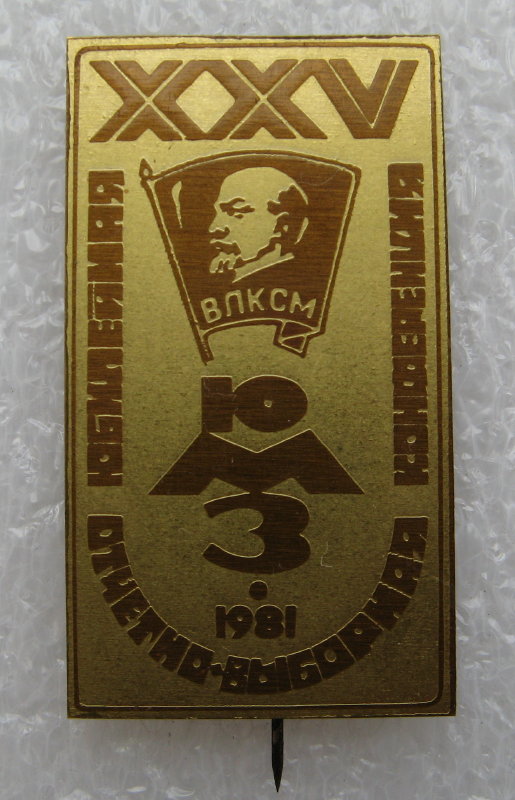 XXV
ЮБИЛЕЙНАЯ
КОНФЕРЕНЦИЯ
ВЛКСМ
ЮМЗ
1981
ОТЧЕТНО-ВЫБОРНАЯ